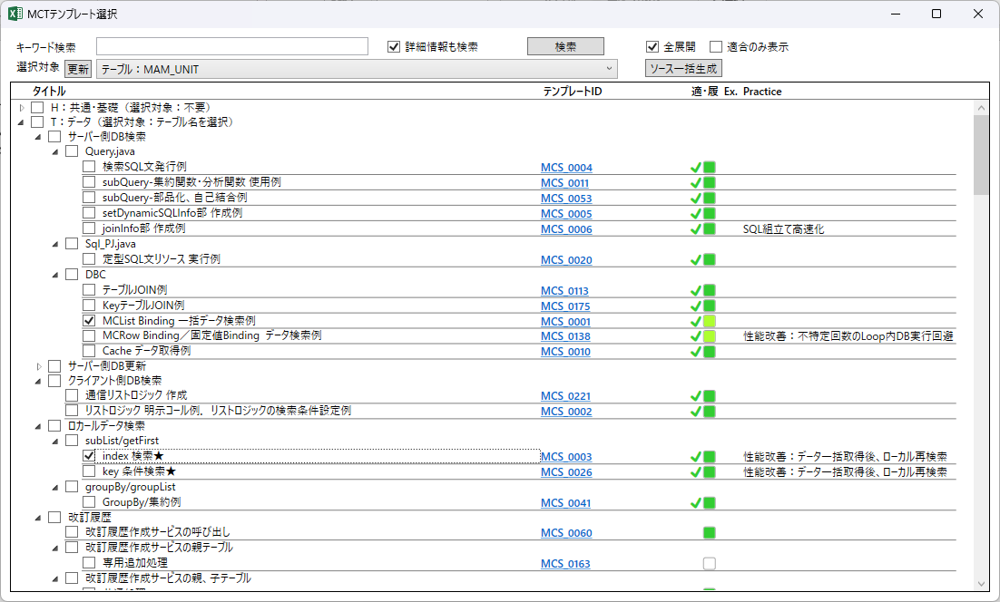 MCTテンプレート選択
キーワード検索 詳細情報も検索 検索 全展開 適合のみ表示
選択対象 更新 テーブル：MAM_UNIT ソース一括生成
タイトル テンプレートID 適・履 Ex. Practice
H：共通・基礎（選択対象：不要）
T：データ（選択対象：テーブル名を選択）
サーバー側DB検索
Query.java
検索SQL文発行例 MCS_0004
subQuery-集約関数・分析関数 使用例 MCS_0011
subQuery-部品化、自己結合例 MCS_0053
setDynamicSQLInfo部 作成例 MCS_0005
joinInfo部 作成例 MCS_0006 SQL組立て高速化
Sql_PJ.java
定型SQL文リソース 実行例 MCS_0020
DBC
テーブルJOIN例 MCS_0113
KeyテーブルJOIN例 MCS_0175
MCList Binding 一括データ検索例 MCS_0001
MCRow Binding／固定値Binding データ検索例 MCS_0138 性能改善：不特定回数のLoop内DB実行回避
Cache データ取得例 MCS_0010
サーバー側DB更新
クライアント側DB検索
通信リストロジック 作成 MCS_0221
リストロジック 明示コール例．リストロジックの検索条件設定例 MCS_0002
ロカールデータ検索
subList/getFirst
index 検索★ MCS_0003 性能改善：データ一括取得後、ローカル再検索
key 条件検索★ MCS_0026 性能改善：データ一括取得後、ローカル再検索
groupBy/groupList
GroupBy/集約例 MCS_0041
改訂履歴
改訂履歴作成サービスの呼び出し MCS_0060
改訂履歴作成サービスの親テーブル
専用追加処理 MCS_0163
改訂履歴作成サービスの親、子テーブル